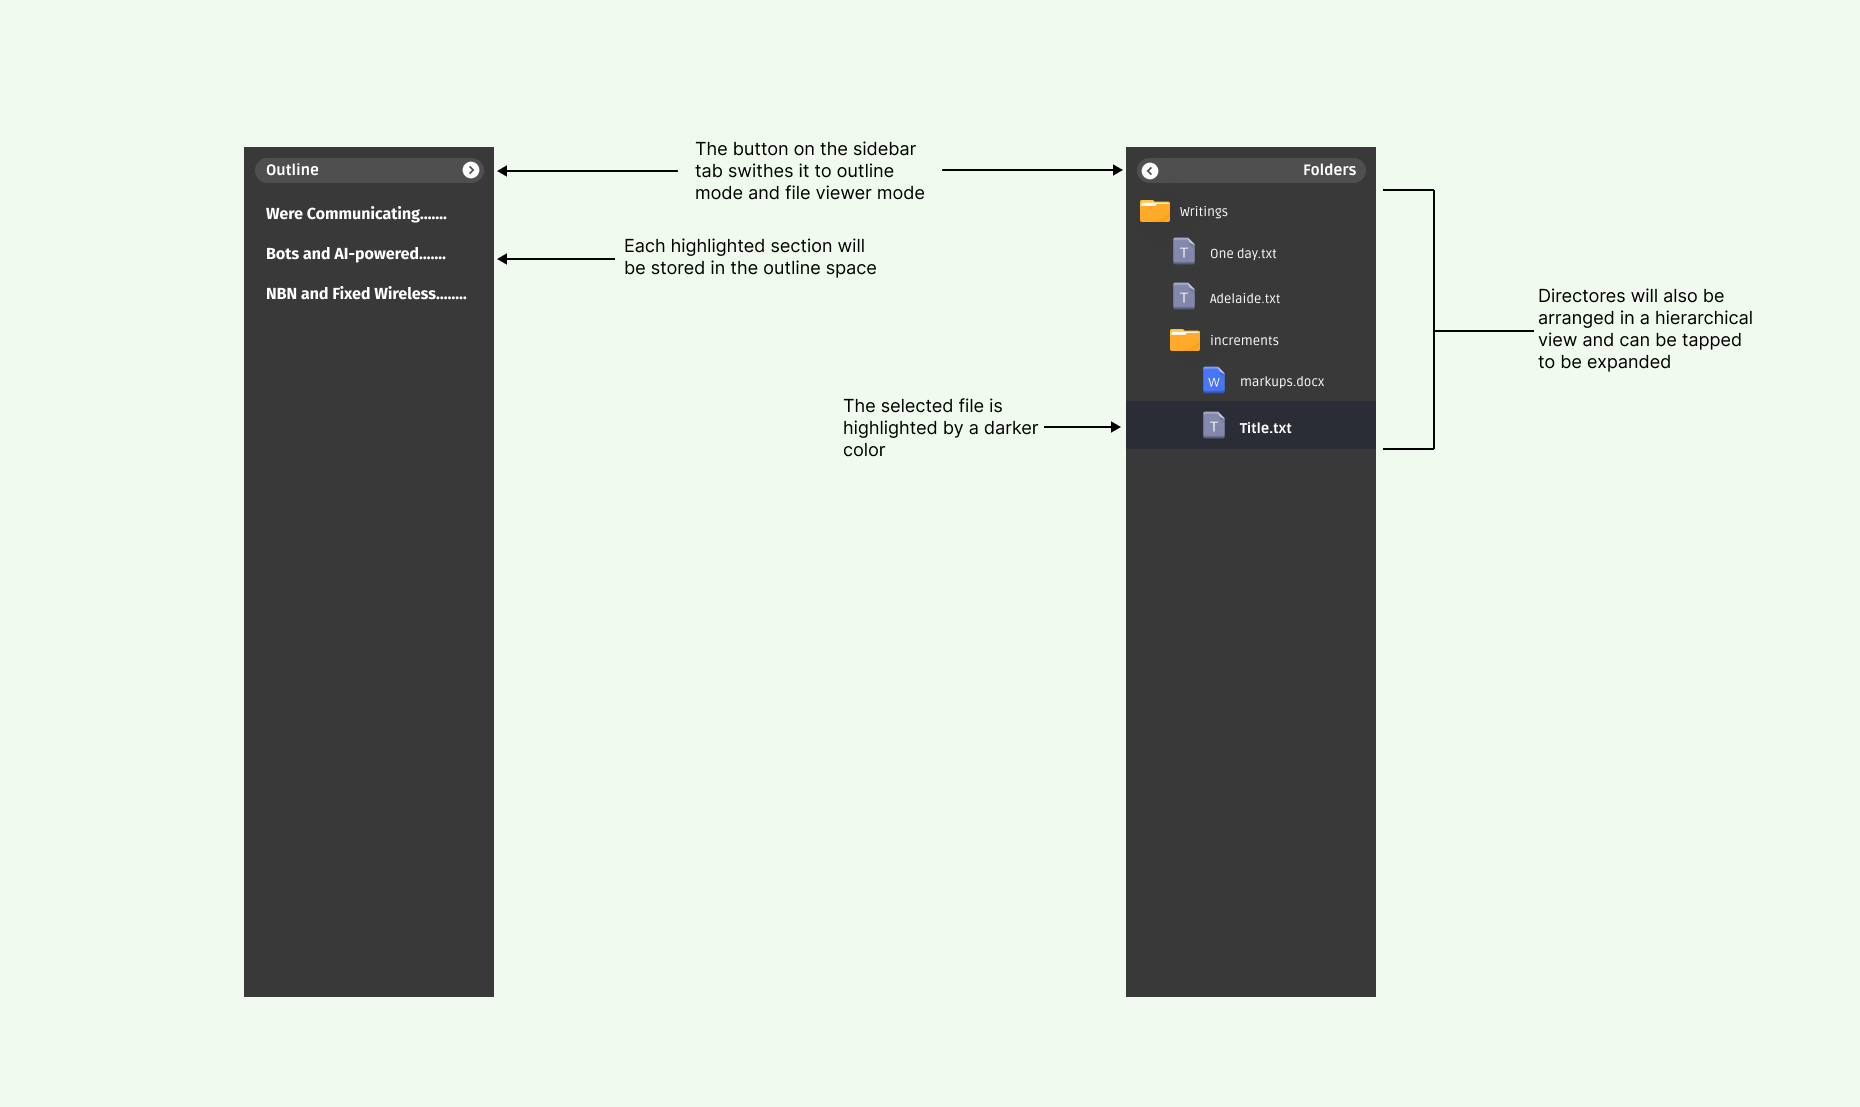 Outline
Were Communicating.......
Bots and AI-powered.......
NBN and Fixed Wireless........
The button on the sidebar
tab swithes it to outline
mode and file viewer mode
Each highlighted section will
be stored in the outline space
The selected file is
highlighted by a darker
color
Folders
Writings
T
One day.txt
T
Adelaide.txt
increments
W
markups.docx
T
Title.txt
Directores will also be
arranged in a hierarchical
view and can be tapped
to be expanded